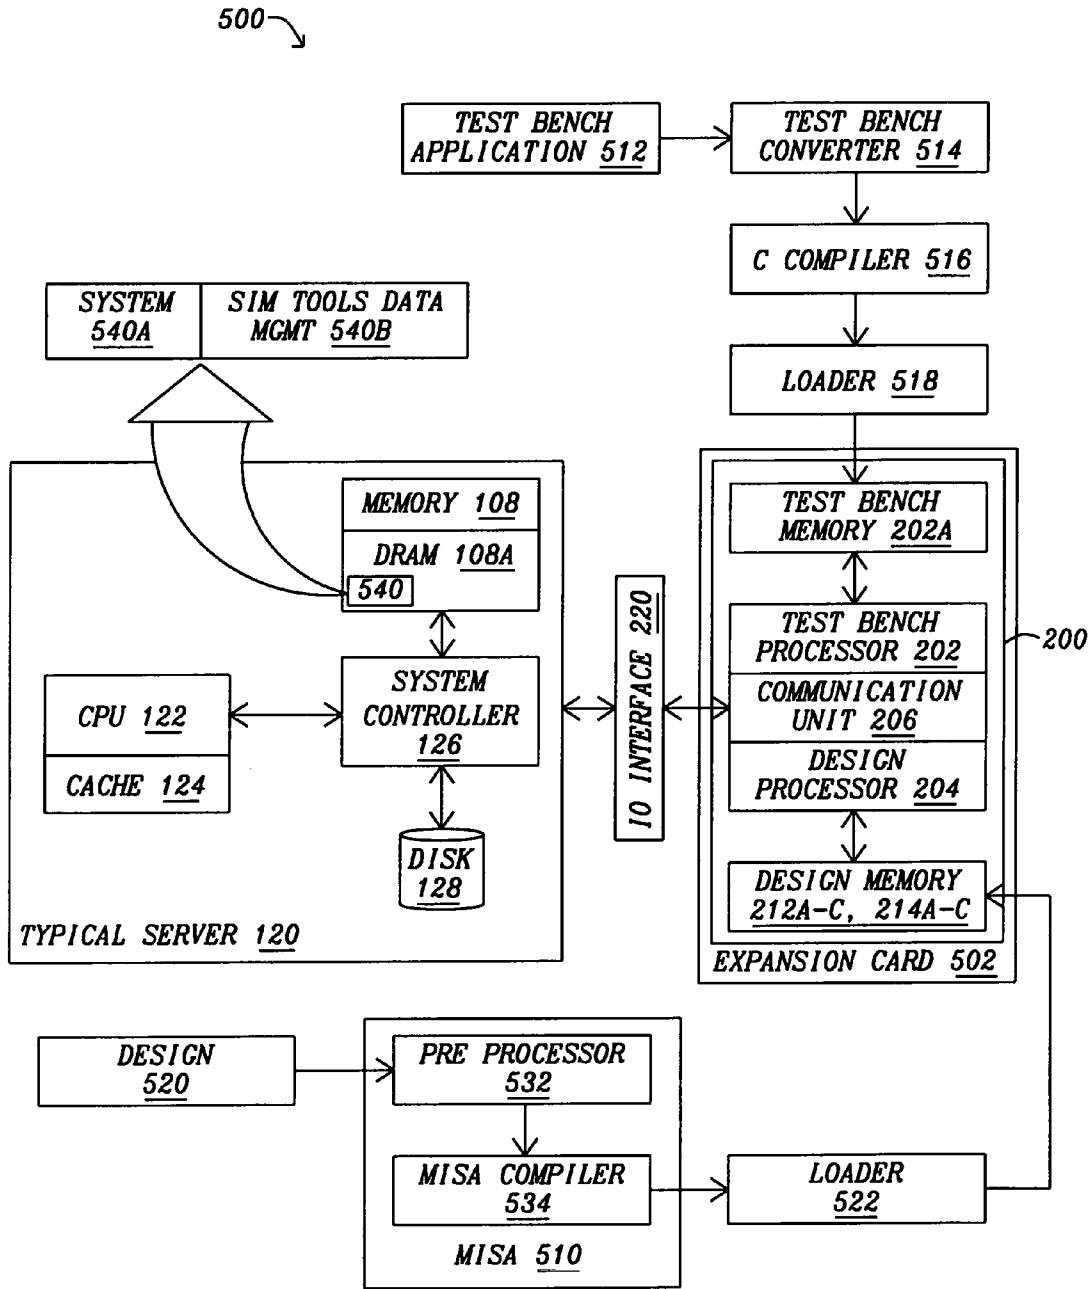 500
TEST BENCH
APPLICATION 512
TEST BENCH
CONVERTER 514
C COMPILER 516
SYSTEM
540A
SIM TOOLS DATA
MGMT 540B
LOADER 518
MEMORY 108
DRAM 108A
540
TEST BENCH
MEMORY 202A
IO INTERFACE 220
TEST BENCH
PROCESSOR 202
200
COMMUNICATION
UNIT 206
DESIGN
PROCESSOR 204
SYSTEM
CONTROLLER
126
CPU 122
CACHE 124
DISK
128
DESIGN MEMORY
212A-C, 214A-C
TYPICAL SERVER 120
EXPANSION CARD 502
DESIGN
520
PRE PROCESSOR
532
MISA COMPILER
534
LOADER
522
MISA 510